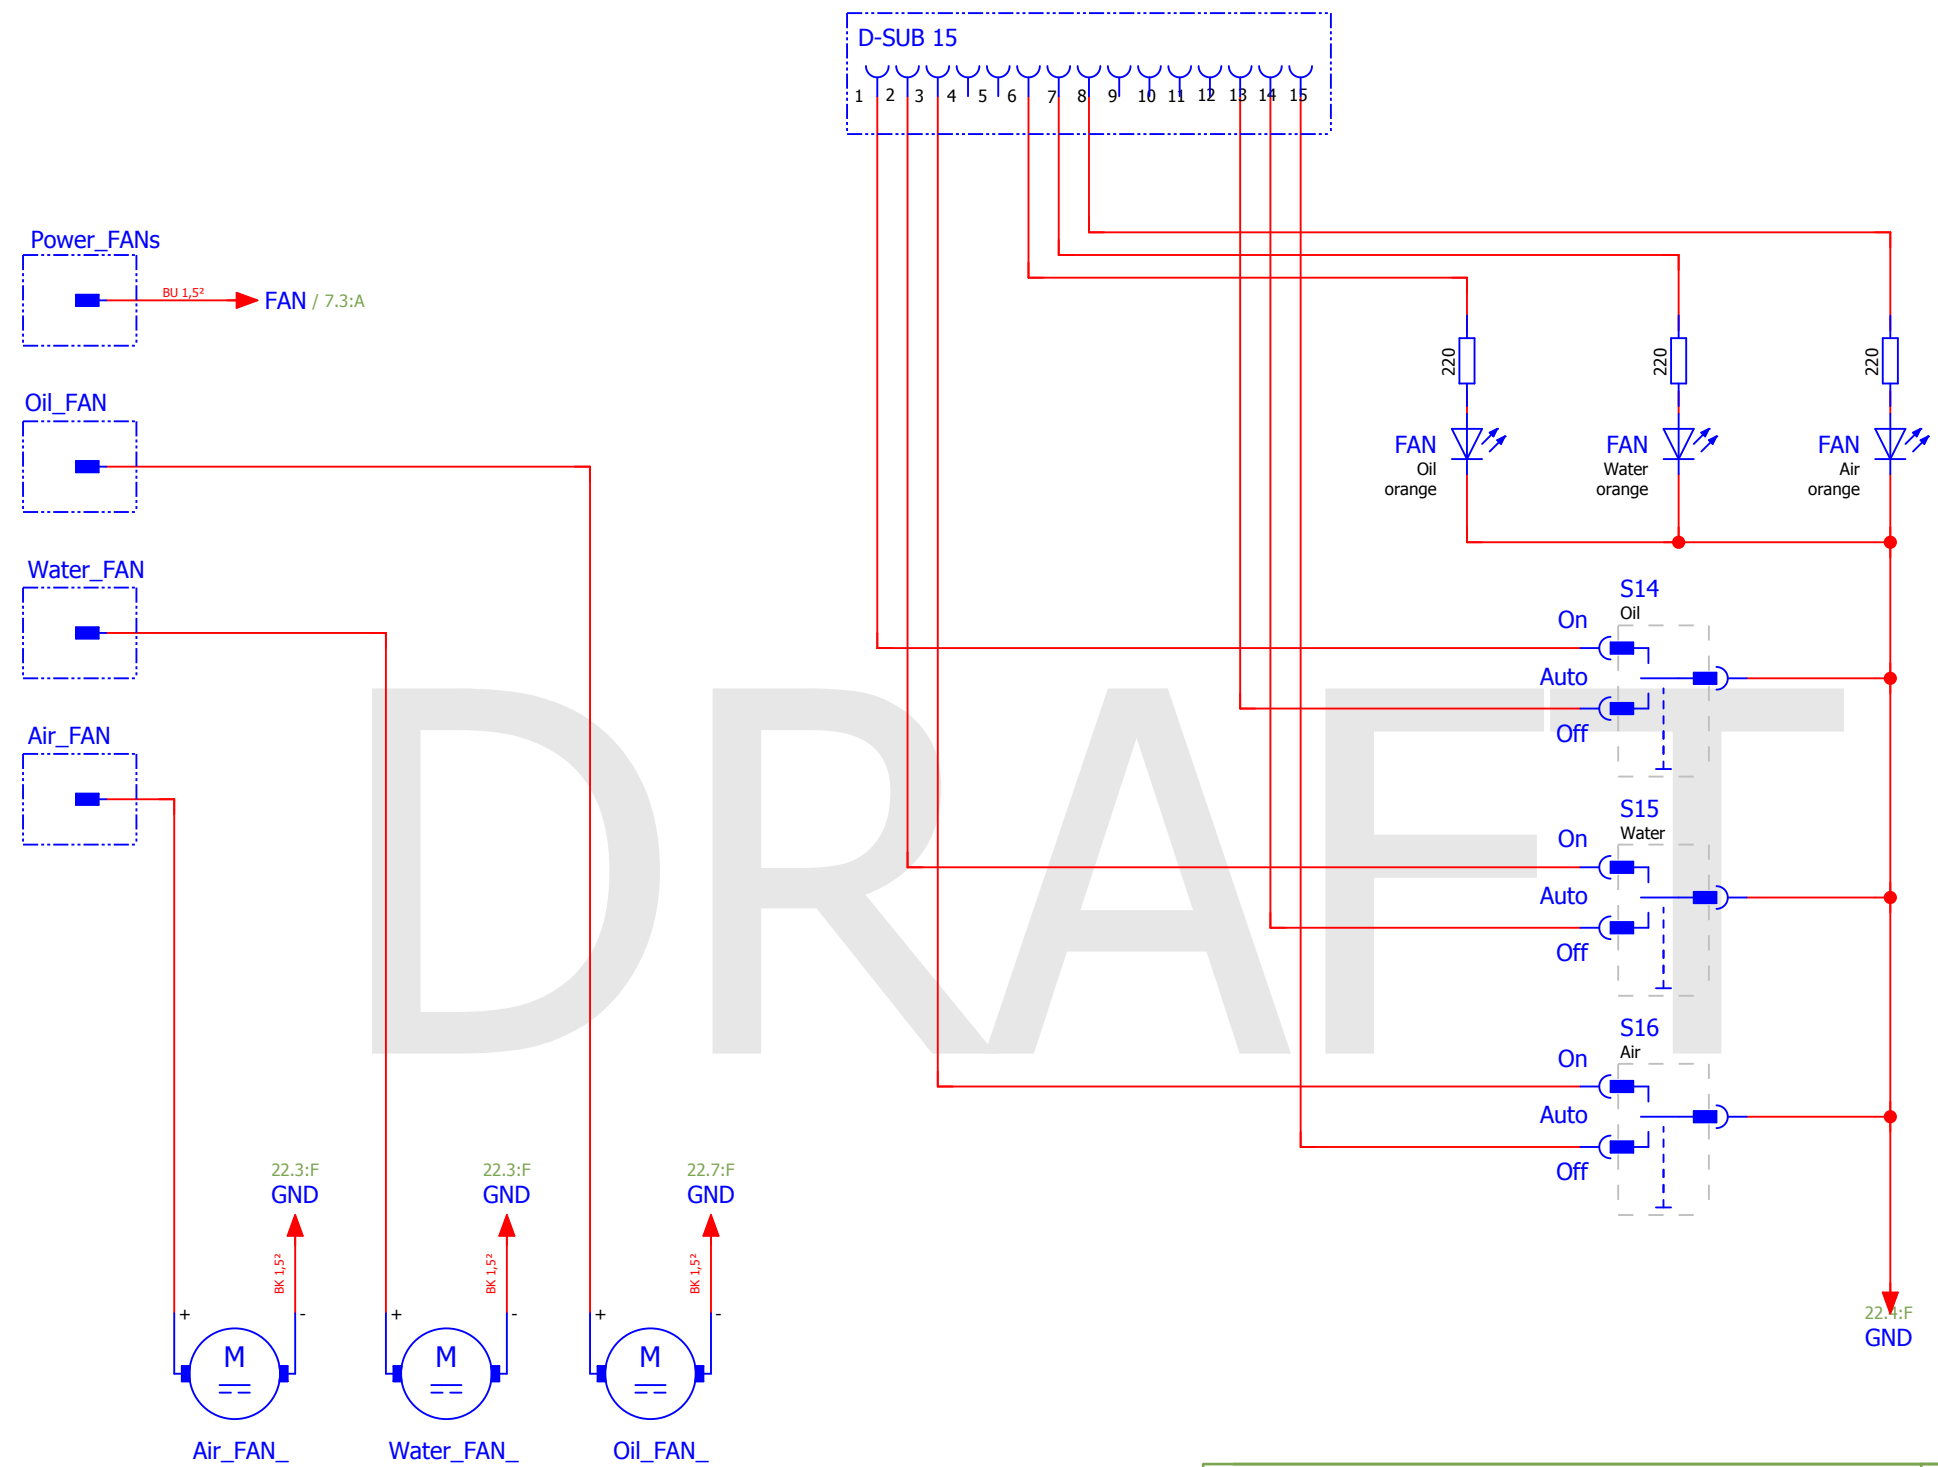 D-SUB 15
1 2 3 4 5 6 7 8 9 10 11 12 13 14 15
Power_FANs
BU 1,5²
FAN / 7.3:A
Oil_FAN
Water_FAN
Air_FAN
220
220
220
FAN
Oil
orange
FAN
Water
orange
FAN
Air
orange
S14
Oil
On
Auto
Off
S15
Water
On
Auto
Off
S16
Air
On
Auto
Off
DRAFT
22.3:F
GND
BK 1,5²
22.3:F
GND
BK 1,5²
22.7:F
GND
BK 1,5²
22.4:F
GND
+ -
M
Air_FAN_
+ -
M
Water_FAN_
+ -
M
Oil_FAN_